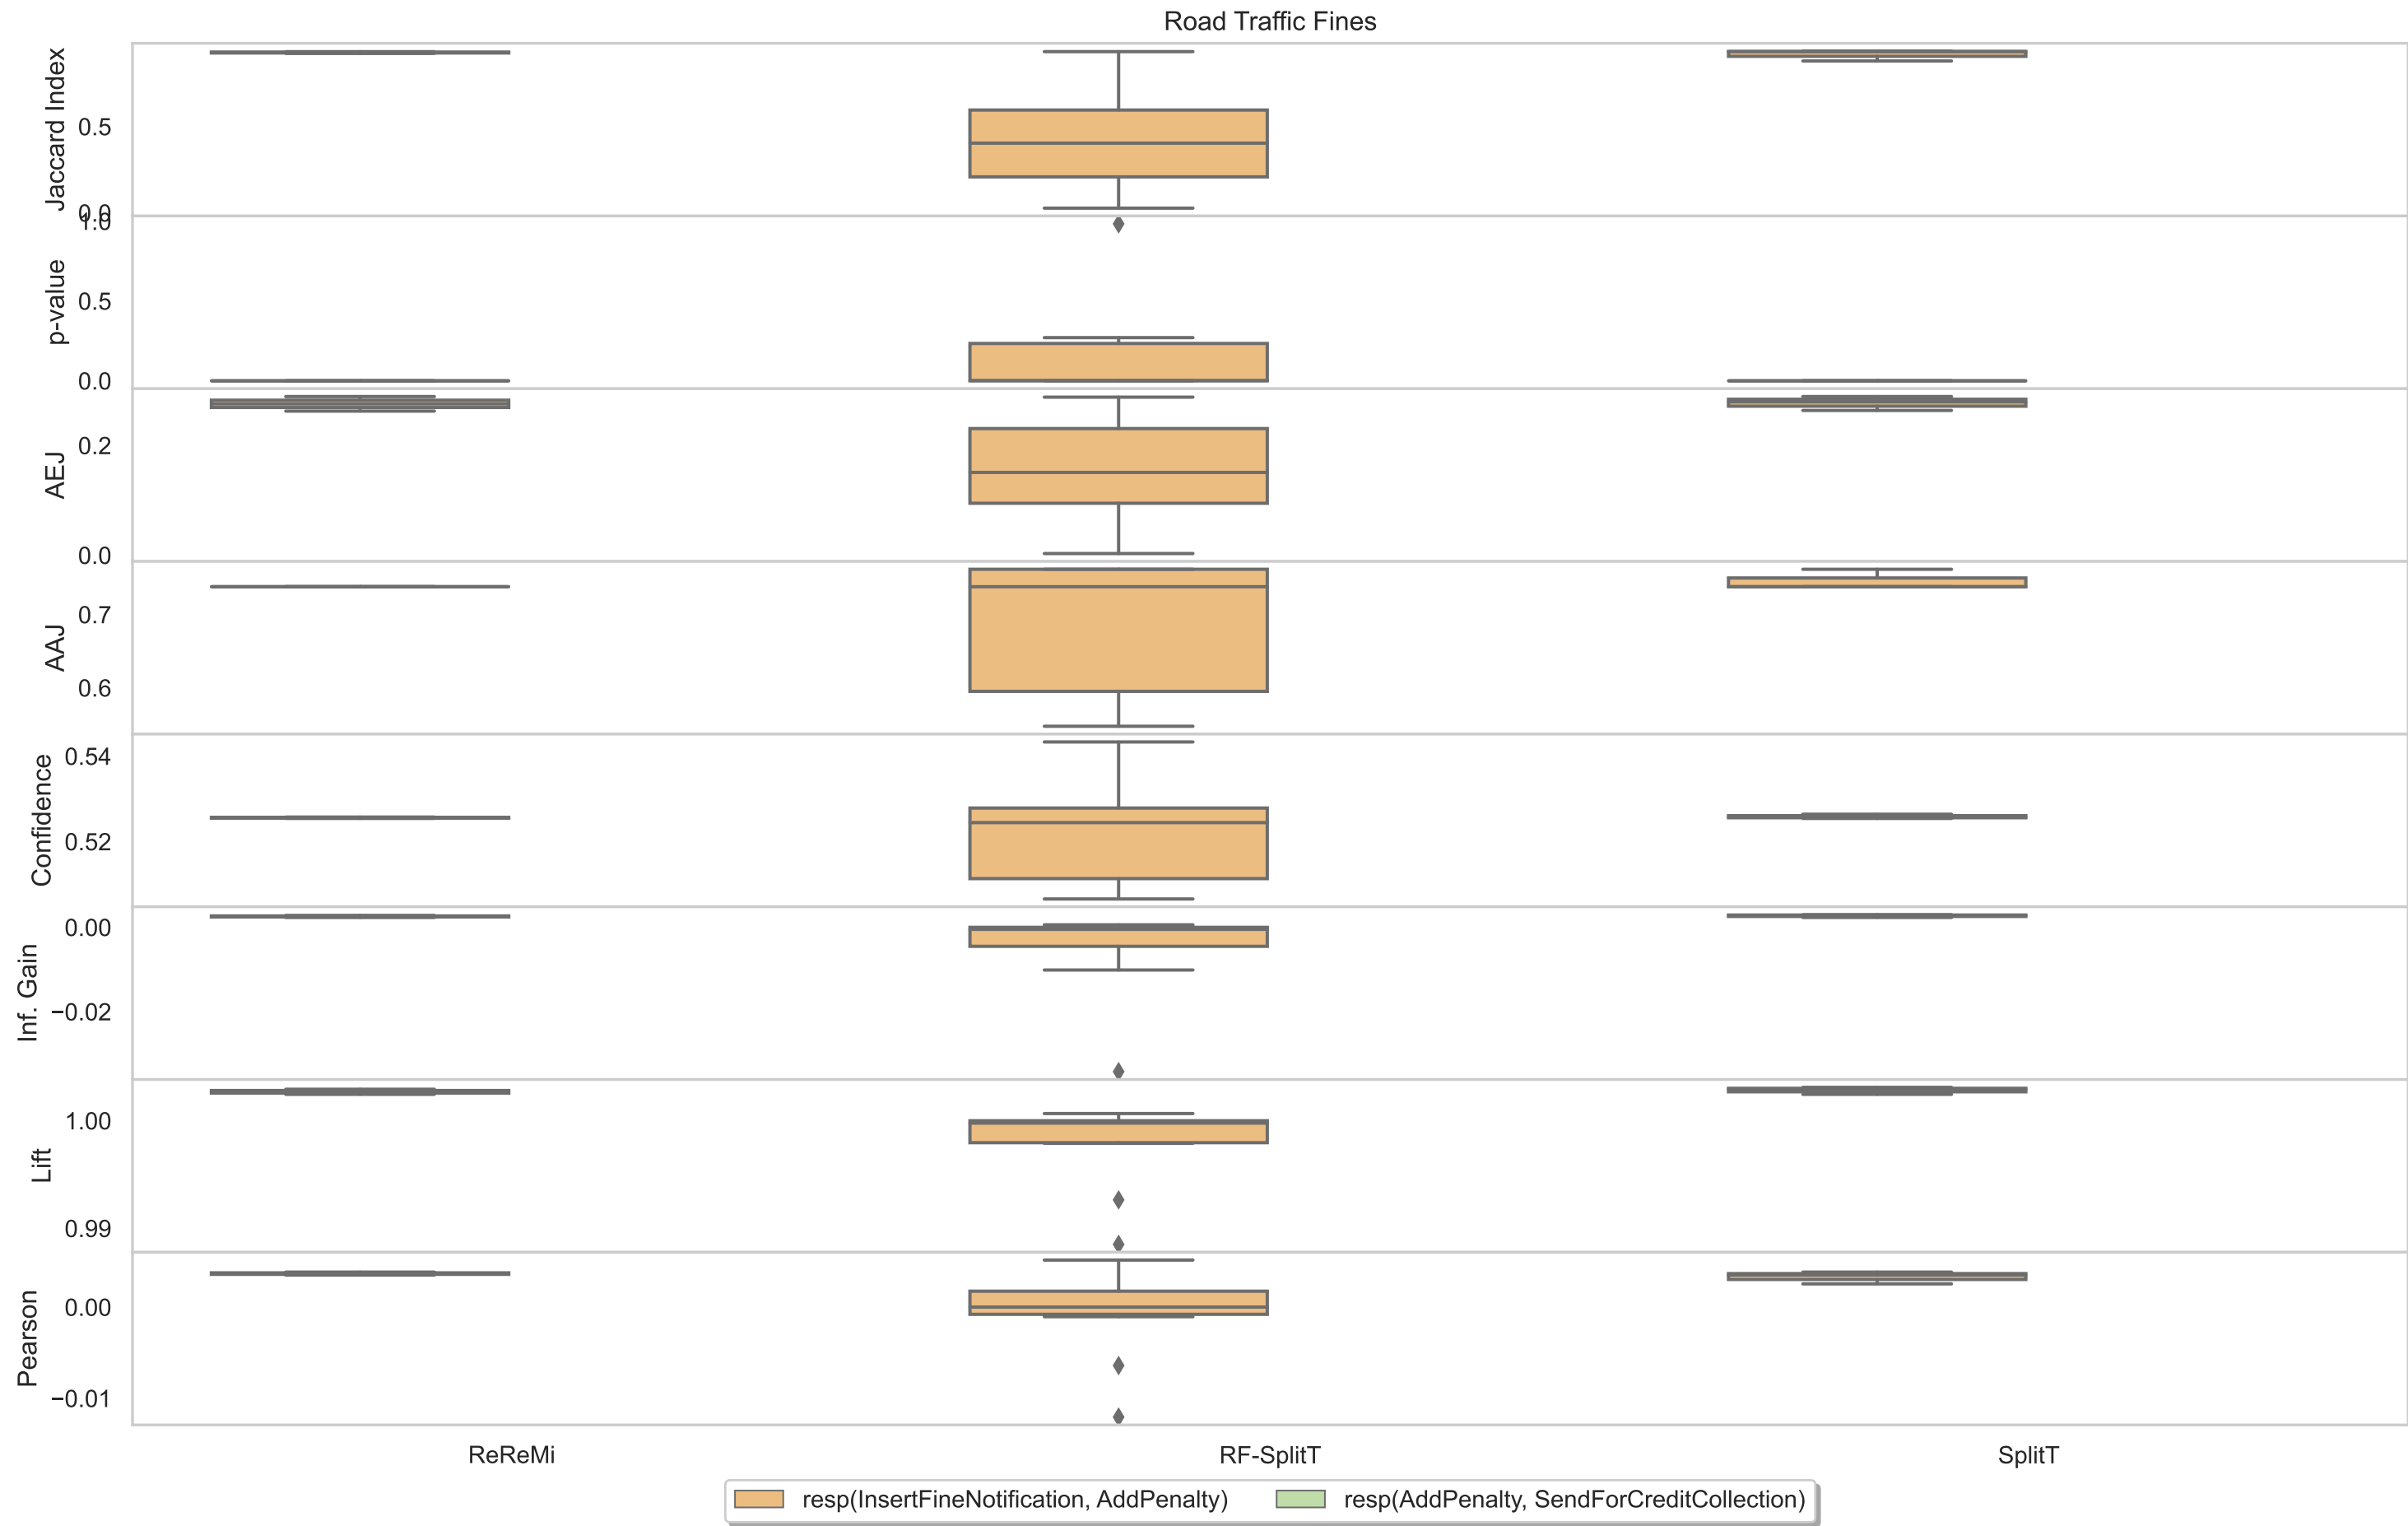 Road Traffic Fines
Jaccard Index
0.5
0.0
p-value
1.0
0.5
0.0
AEJ
0.2
0.0
AAJ
0.7
0.6
Confidence
0.54
0.52
Inf. Gain
0.00
−0.02
Lift
1.00
0.99
Pearson
0.00
−0.01
ReReMi RF-SplitT SplitT
resp(InsertFineNotification, AddPenalty) resp(AddPenalty, SendForCreditCollection)